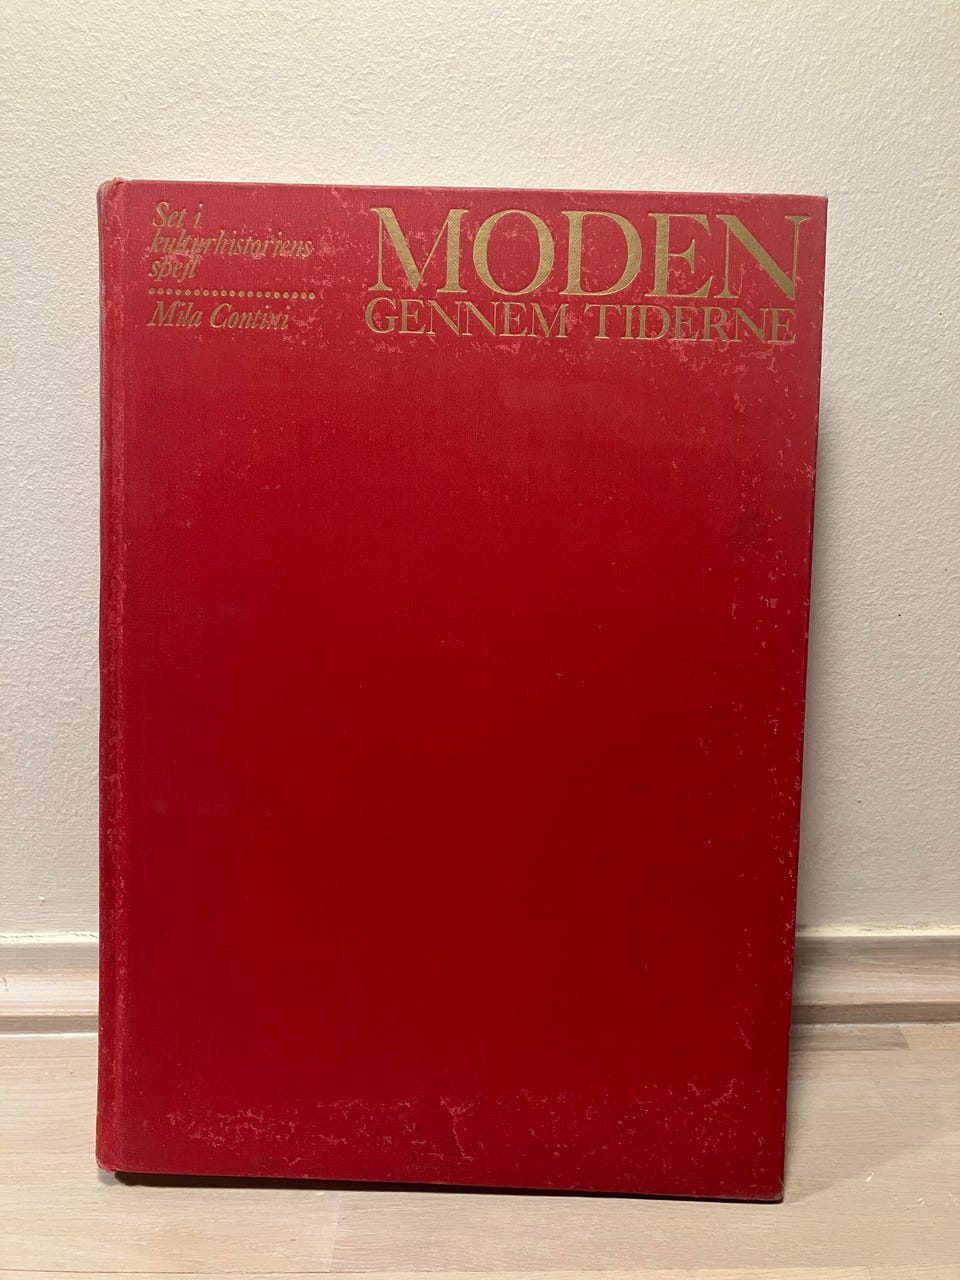 Set i
kulturhistoriens
spejl
Mila Contini
MODEN
GENNEM TIDERNE